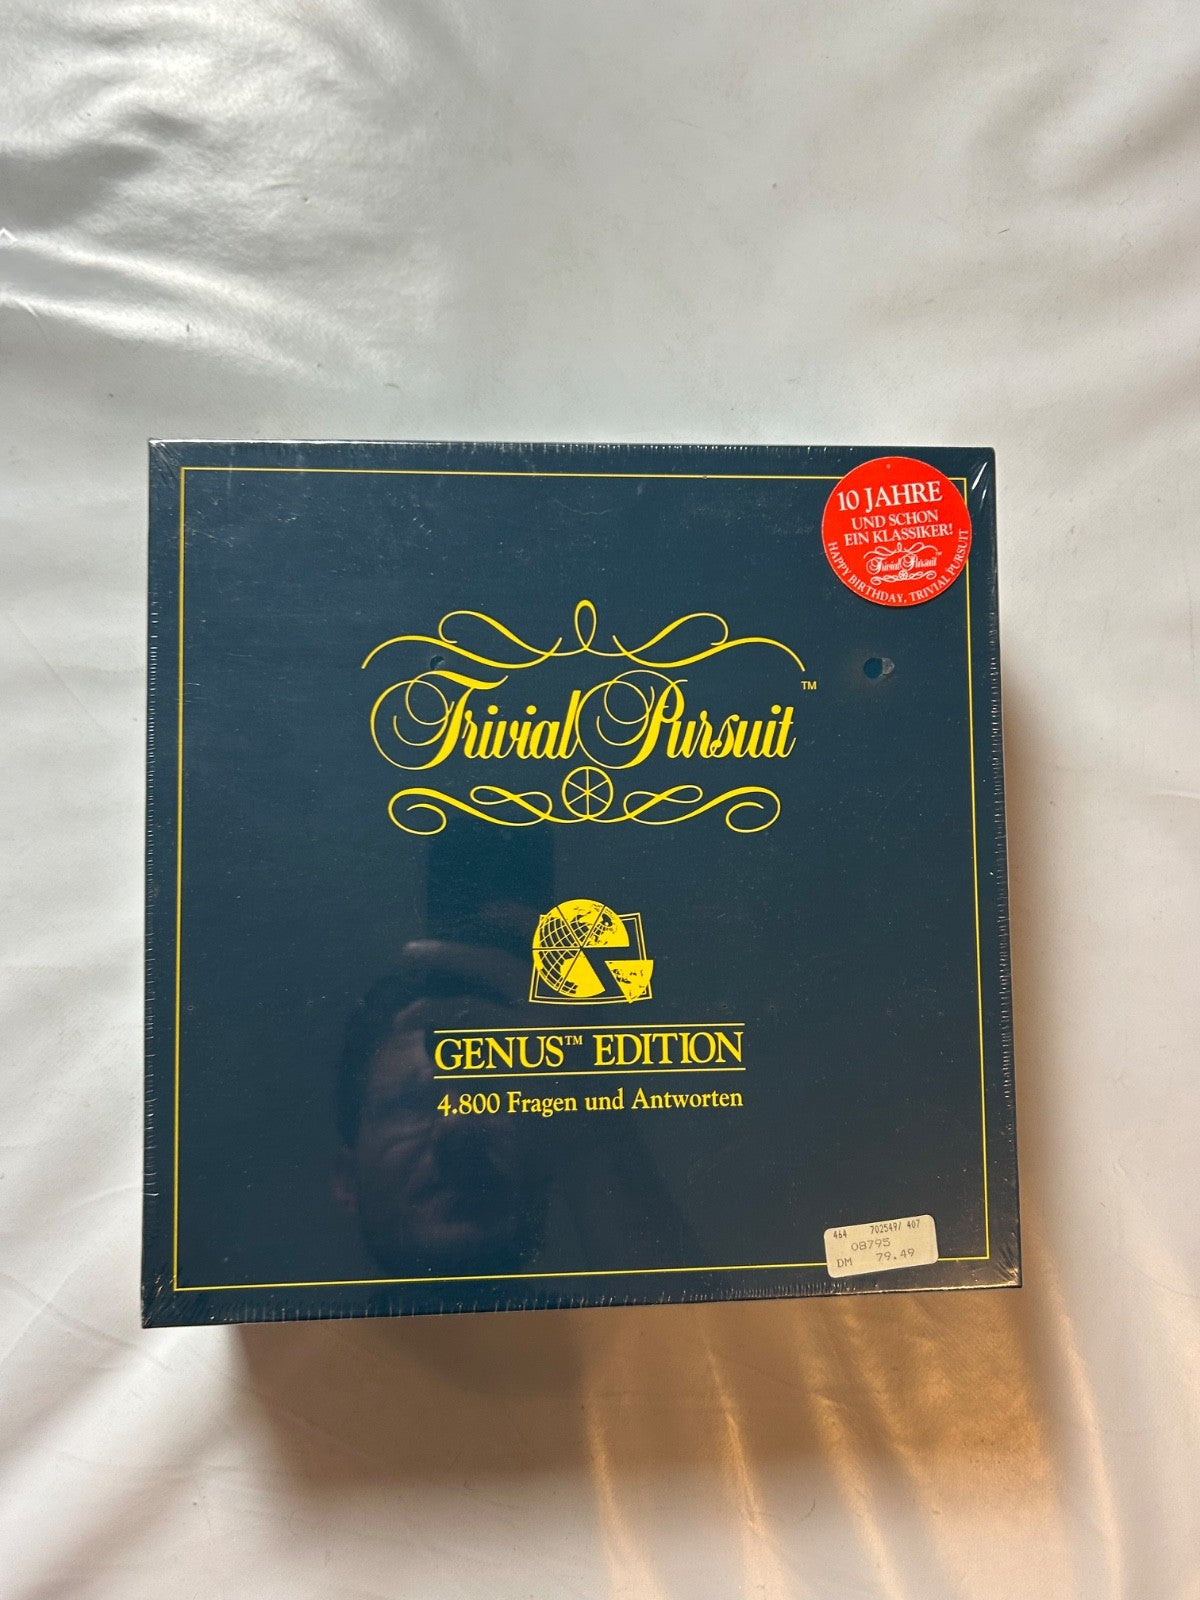 10 JAHRE
UND SCHON
EIN KLASSIKER!
Trivial Pursuit™
HAPPY BIRTHDAY, TRIVIAL PURSUIT
Trivial Pursuit™
GENUS™ EDITION
4.800 Fragen und Antworten
464 702549/ 407
08795
DM 79.49